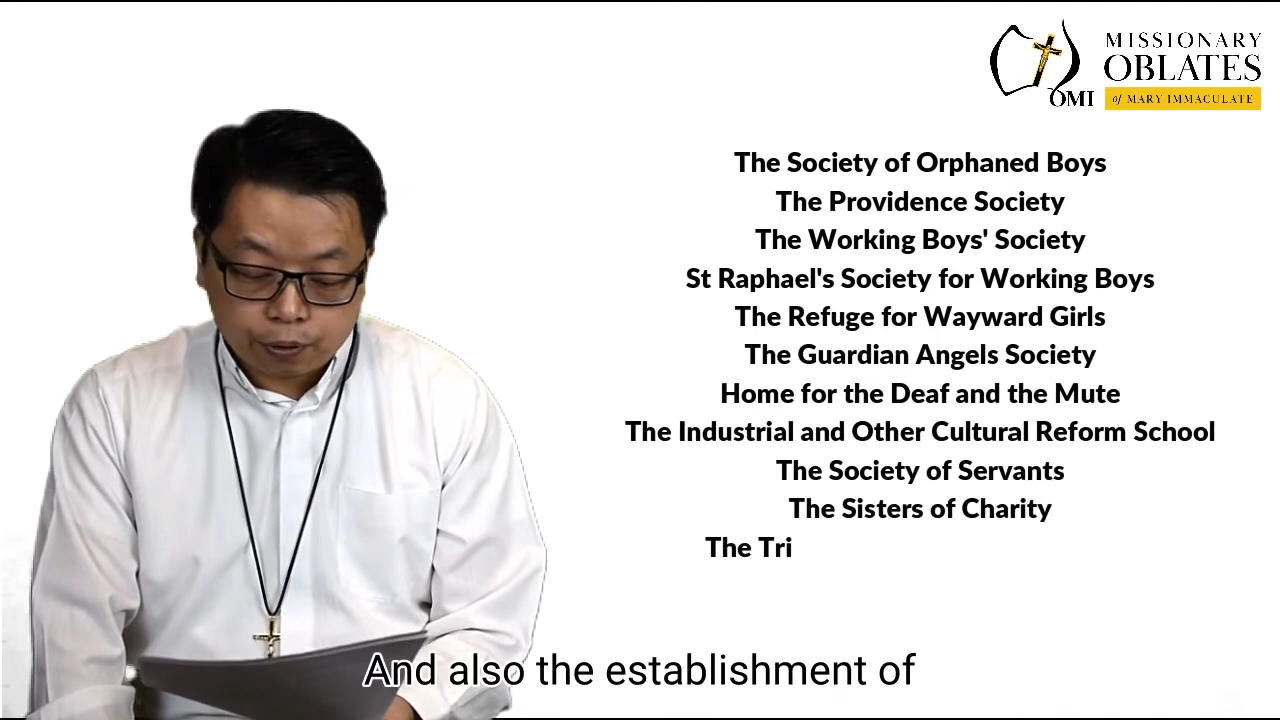 MISSIONARY
OBLATES
OMI
of MARY IMMACULATE
The Society of Orphaned Boys
The Providence Society
The Working Boys' Society
St Raphael's Society for Working Boys
The Refuge for Wayward Girls
The Guardian Angels Society
Home for the Deaf and the Mute
The Industrial and Other Cultural Reform School
The Society of Servants
The Sisters of Charity
The Tri
And also the establishment of